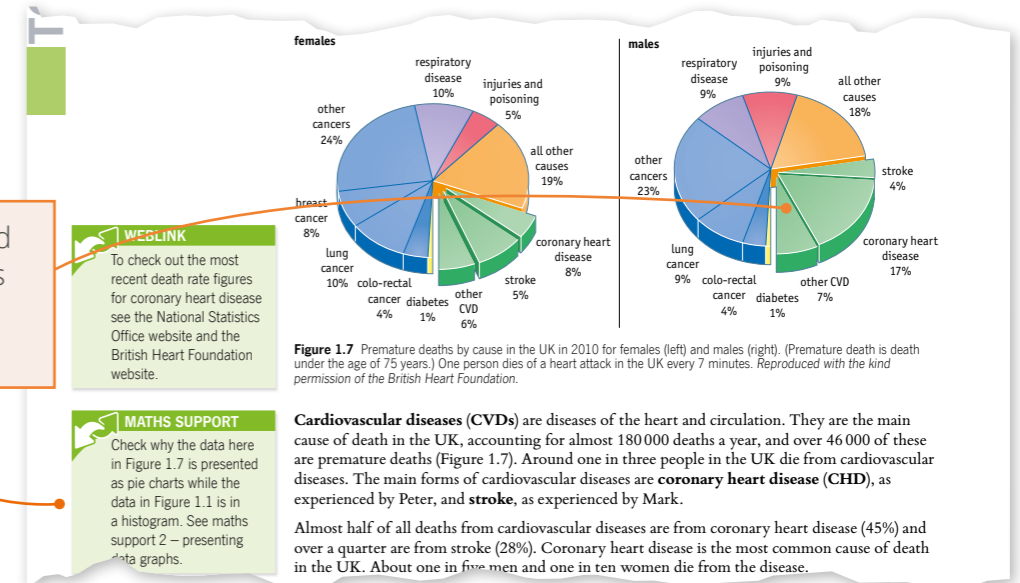 females
respiratory
disease
10%
injuries and
poisoning
5%
other
cancers
24%
all other
causes
19%
breast
cancer
8%
lung
cancer
10%
colo-rectal
cancer
4%
diabetes
1%
other
CVD
6%
stroke
5%
coronary heart
disease
8%
males
injuries and
poisoning
9%
respiratory
disease
9%
all other
causes
18%
other
cancers
23%
stroke
4%
lung
cancer
9%
colo-rectal
cancer
4%
diabetes
1%
other CVD
7%
coronary heart
disease
17%
WEBLINK
To check out the most
recent death rate figures
for coronary heart disease
see the National Statistics
Office website and the
British Heart Foundation
website.
Figure 1.7 Premature deaths by cause in the UK in 2010 for females (left) and males (right). (Premature death is death
under the age of 75 years.) One person dies of a heart attack in the UK every 7 minutes. Reproduced with the kind
permission of the British Heart Foundation.
MATHS SUPPORT
Check why the data here
in Figure 1.7 is presented
as pie charts while the
data in Figure 1.1 is in
a histogram. See maths
support 2 – presenting
data graphs.
Cardiovascular diseases (CVDs) are diseases of the heart and circulation. They are the main
cause of death in the UK, accounting for almost 180 000 deaths a year, and over 46 000 of these
are premature deaths (Figure 1.7). Around one in three people in the UK die from cardiovascular
diseases. The main forms of cardiovascular diseases are coronary heart disease (CHD), as
experienced by Peter, and stroke, as experienced by Mark.
Almost half of all deaths from cardiovascular diseases are from coronary heart disease (45%) and
over a quarter are from stroke (28%). Coronary heart disease is the most common cause of death
in the UK. About one in five men and one in ten women die from the disease.